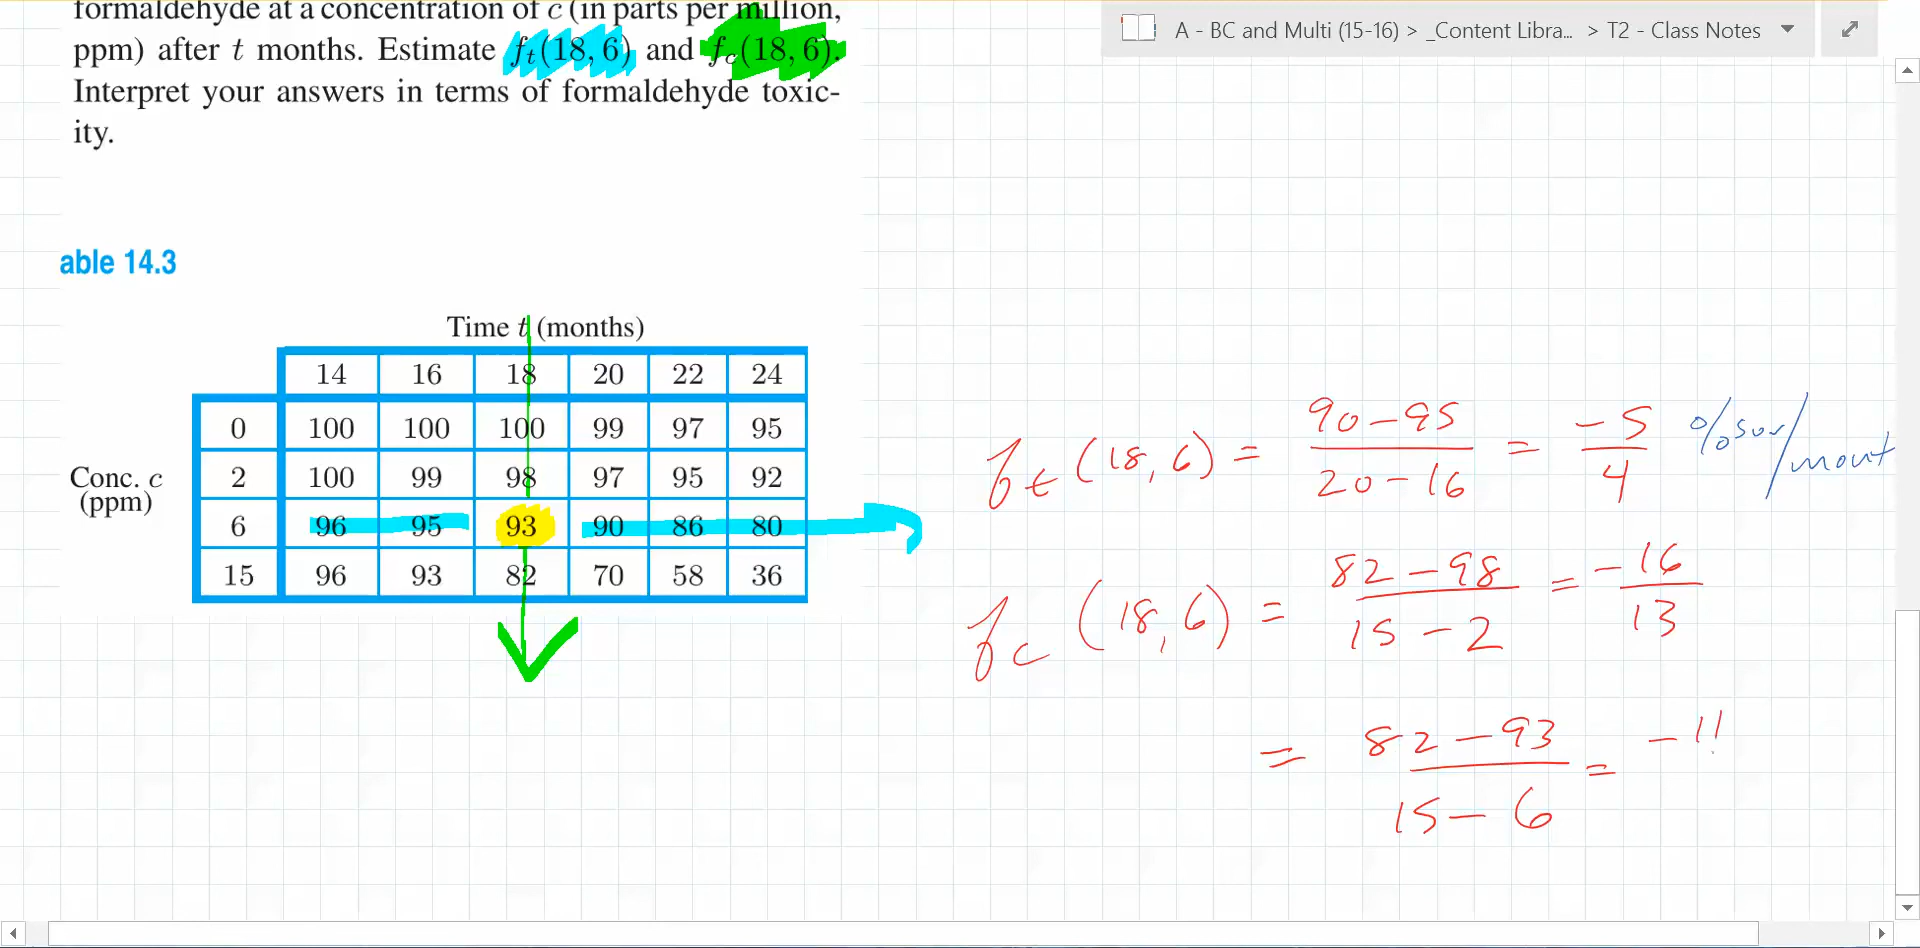 formaldehyde at a concentration of c (in parts per million,
ppm) after t months. Estimate f_t(18, 6) and f_c(18, 6).
Interpret your answers in terms of formaldehyde toxic-
ity.
A - BC and Multi (15-16) > _Content Libra... > T2 - Class Notes
able 14.3
Time t (months)
14 16 18 20 22 24
0 100 100 100 99 97 95
Conc. c
(ppm)
2 100 99 98 97 95 92
6 96 95 93 90 86 80
15 96 93 82 70 58 36
f_t (18, 6) = (90 - 95)/(20 - 16) = -5/4 % sur/mont
f_c (18, 6) = (82 - 98)/(15 - 2) = -16/13
= (82 - 93)/(15 - 6) = -11